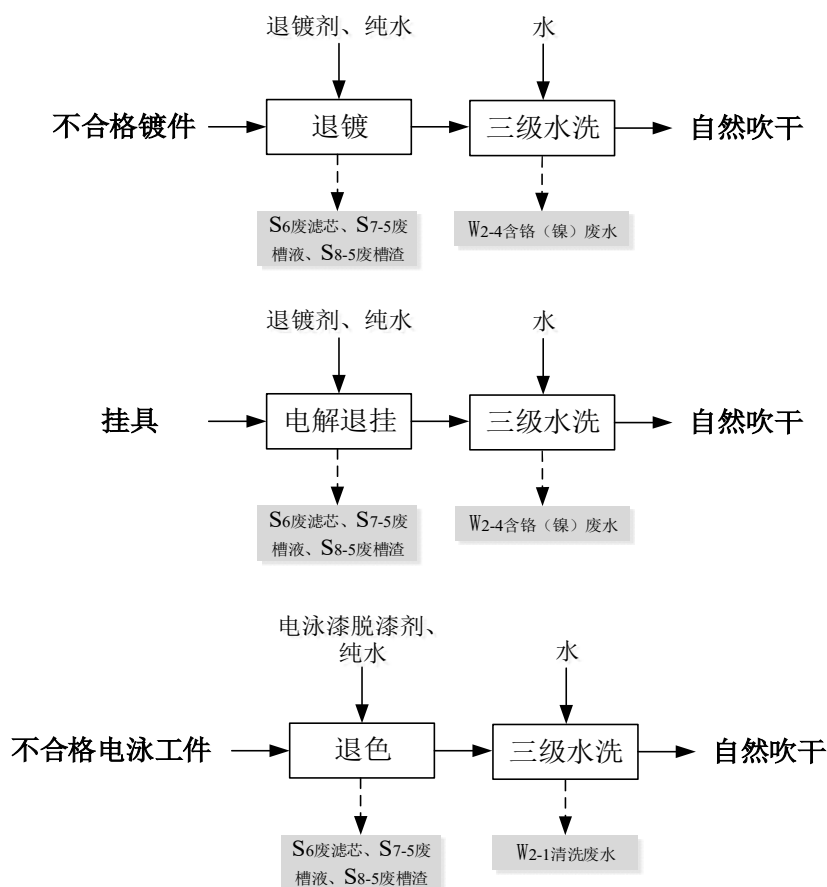 退镀剂、纯水
水
不合格镀件
退镀
三级水洗
自然吹干
S6废滤芯、S7-5废
槽液、S8-5废槽渣
W2-4含铬（镍）废水
退镀剂、纯水
水
挂具
电解退挂
三级水洗
自然吹干
S6废滤芯、S7-5废
槽液、S8-5废槽渣
W2-4含铬（镍）废水
电泳漆脱漆剂、
纯水
水
不合格电泳工件
退色
三级水洗
自然吹干
S6废滤芯、S7-5废
槽液、S8-5废槽渣
W2-1清洗废水